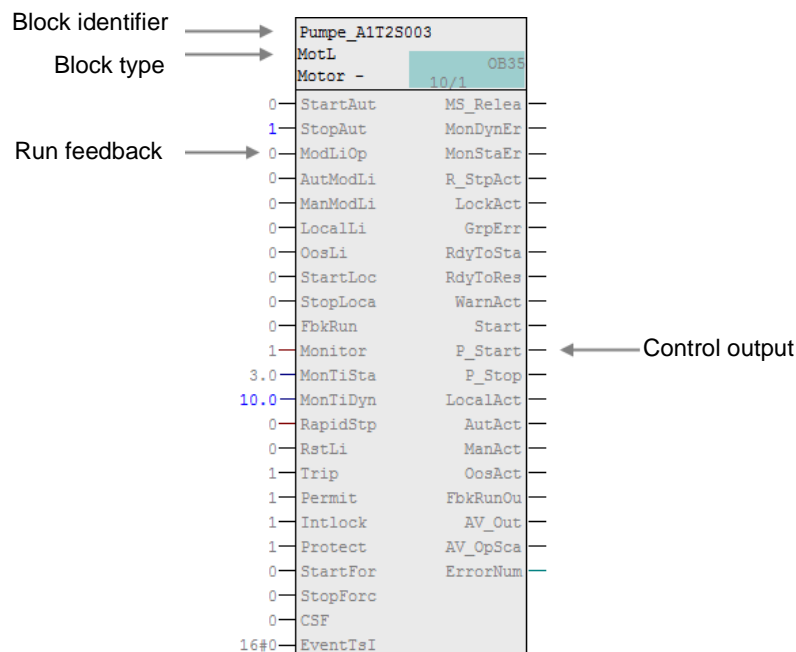 Block identifier
Pumpe_A1T2S003
Block type
MotL
Motor -
OB35
10/1
0 StartAut MS_Relea
1 StopAut MonDynEr
Run feedback
0 ModLiOp MonStaEr
0 AutModLi R_StpAct
0 ManModLi LockAct
0 LocalLi GrpErr
0 OosLi RdyToSta
0 StartLoc RdyToRes
0 StopLoca WarnAct
0 FbkRun Start
1 Monitor P_Start
Control output
3.0 MonTiSta P_Stop
10.0 MonTiDyn LocalAct
0 RapidStp AutAct
0 RstLi ManAct
1 Trip OosAct
1 Permit FbkRunOu
1 Intlock AV_Out
1 Protect AV_OpSca
0 StartFor ErrorNum
0 StopForc
0 CSF
16#0 EventTsI